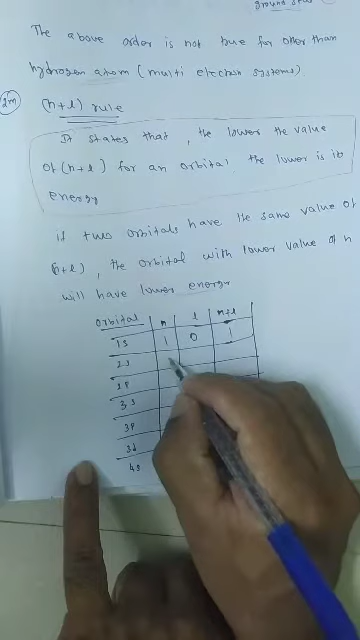 ground
The above order is not true for other than
hydrogen atom (multi electron systems)
2m
(n+l) rule
It states that, the lower the value
of (n+l) for an orbital the lower is its
energy
if two orbitals have the same value of
(n+l), the orbital with lower value of n
will have lower energy
orbital n l n+l
1s 1 0 1
2s
2p
3s
3p
3d
4s